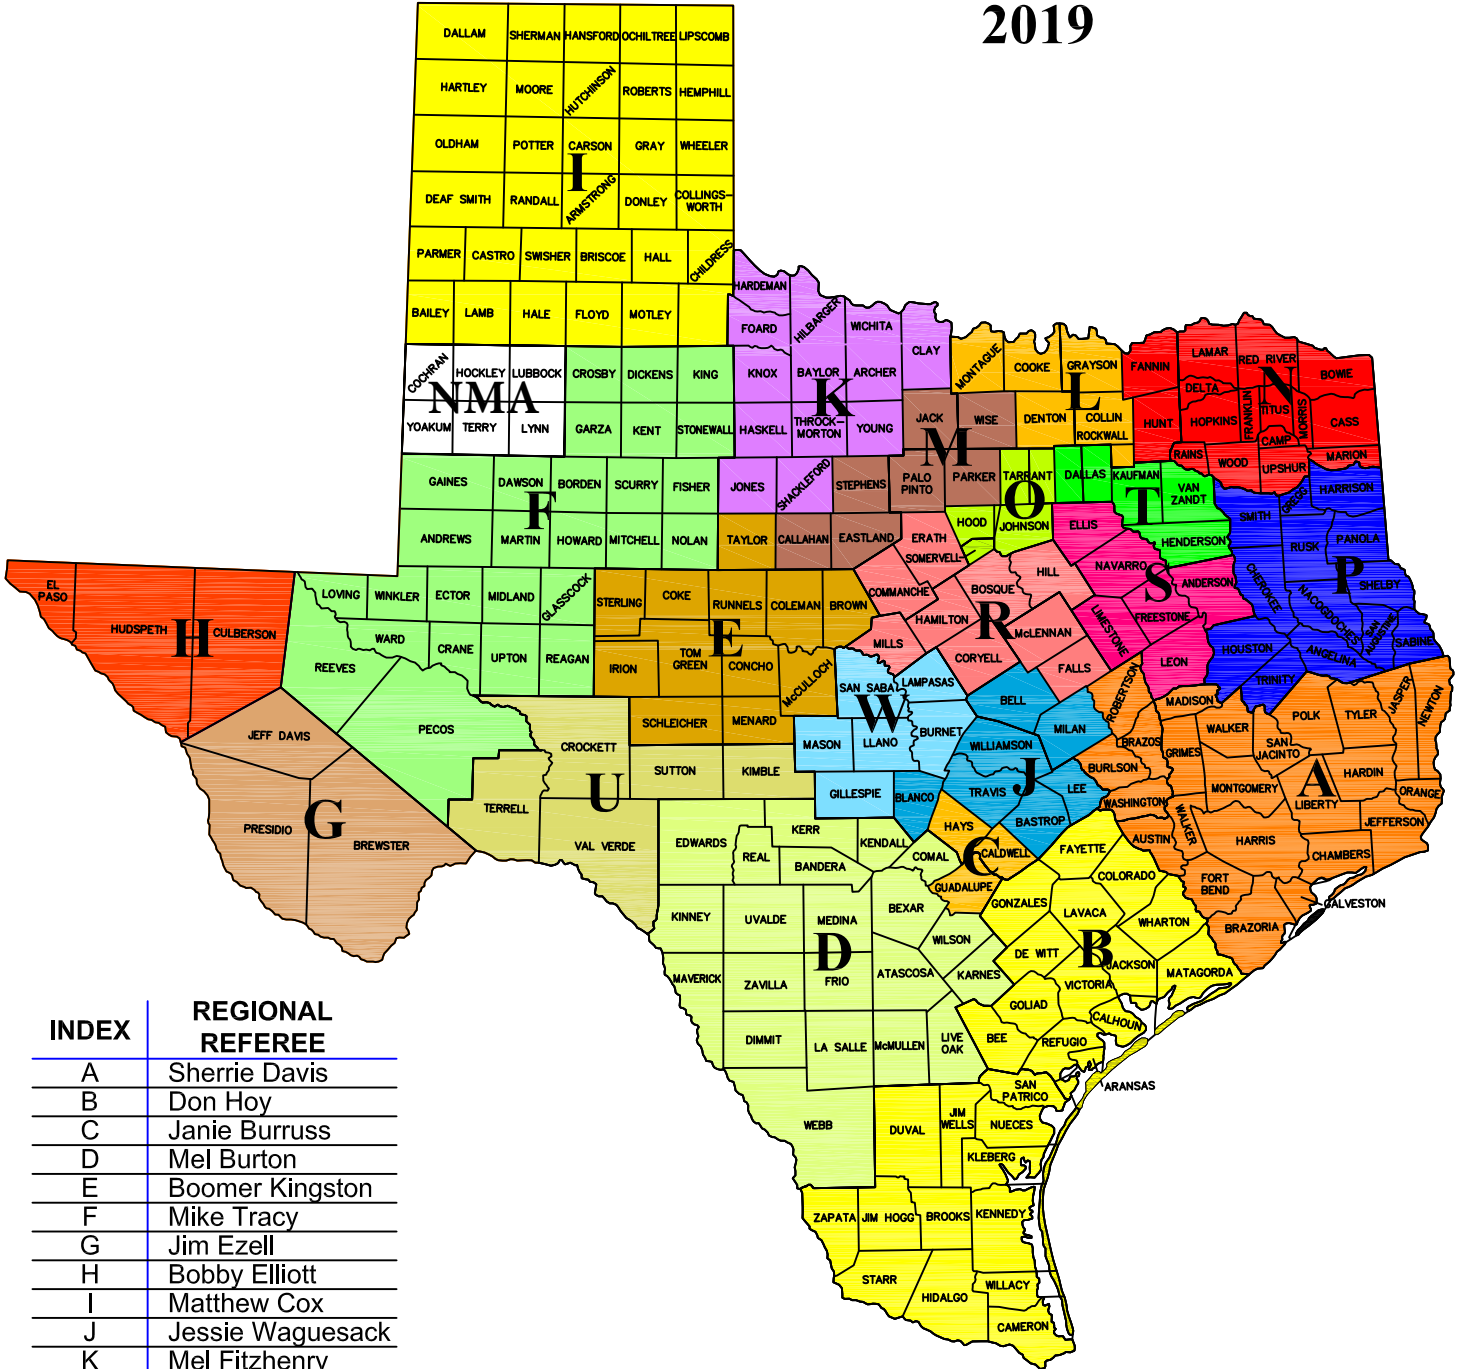 2019
DALLAM SHERMAN HANSFORD OCHILTREE LIPSCOMB
HARTLEY MOORE HUTCHINSON ROBERTS HEMPHILL
OLDHAM POTTER CARSON GRAY WHEELER
I
DEAF SMITH RANDALL ARMSTRONG DONLEY COLLINGS-
WORTH
PARMER CASTRO SWISHER BRISCOE HALL CHILDRESS
BAILEY LAMB HALE FLOYD MOTLEY
HARDEMAN
FOARD HILBARGER WICHITA CLAY
COCHRAN HOCKLEY LUBBOCK CROSBY DICKENS KING KNOX BAYLOR ARCHER
NMA K
YOAKUM TERRY LYNN GARZA KENT STONEWALL HASKELL THROCK-
MORTON YOUNG
MONTAGUE COOKE GRAYSON FANNIN LAMAR RED RIVER BOWIE
L N
JACK WISE DENTON COLLIN
ROCKWALL HUNT DELTA HOPKINS FRANKLIN TITUS MORRIS CASS
CAMP
M
RAINS WOOD UPSHUR MARION
GAINES DAWSON BORDEN SCURRY FISHER JONES SHACKLEFORD STEPHENS PALO
PINTO PARKER TARRANT DALLAS KAUFMAN VAN
ZANDT GREGG HARRISON
F O T
ANDREWS MARTIN HOWARD MITCHELL NOLAN TAYLOR CALLAHAN EASTLAND ERATH HOOD JOHNSON ELLIS HENDERSON SMITH RUSK PANOLA
SOMERVELL
EL
PASO HUDSPETH CULBERSON
H
LOVING WINKLER ECTOR MIDLAND GLASSCOCK STERLING COKE RUNNELS COLEMAN BROWN COMMANCHE BOSQUE HILL NAVARRO ANDERSON CHEROKEE SHELBY
S P
REEVES WARD CRANE UPTON REAGAN IRION TOM
GREEN CONCHO McCULLOCH MILLS HAMILTON McLENNAN LIMESTONE FREESTONE NACOGDOCHES SAN
AUGUSTINE SABINE
E R
CORYELL FALLS LEON HOUSTON ANGELINA
TRINITY
JEFF DAVIS PECOS SCHLEICHER MENARD SAN SABA LAMPASAS BELL ROBERTSON MADISON POLK TYLER JASPER NEWTON
W
CROCKETT MASON LLANO BURNET WILLIAMSON MILAN BRAZOS GRIMES WALKER SAN
JACINTO
TERRELL SUTTON KIMBLE GILLESPIE BLANCO TRAVIS LEE BURLSON MONTGOMERY LIBERTY HARDIN ORANGE
U J A
PRESIDIO BREWSTER
G
VAL VERDE EDWARDS KERR KENDALL HAYS BASTROP WASHINGTON WALKER HARRIS JEFFERSON
REAL BANDERA COMAL CALDWELL FAYETTE AUSTIN CHAMBERS
C
GUADALUPE COLORADO FORT
BEND
KINNEY UVALDE MEDINA BEXAR GONZALES LAVACA WHARTON BRAZORIA GALVESTON
D WILSON B
MAVERICK ZAVILLA FRIO ATASCOSA KARNES DE WITT JACKSON MATAGORDA
GOLIAD VICTORIA CALHOUN
DIMMIT LA SALLE McMULLEN LIVE
OAK BEE REFUGIO
ARANSAS
WEBB DUVAL JIM
WELLS SAN
PATRICO
NUECES
KLEBERG
ZAPATA JIM HOGG BROOKS KENNEDY
STARR HIDALGO WILLACY
CAMERON
INDEX REGIONAL
REFEREE
A Sherrie Davis
B Don Hoy
C Janie Burruss
D Mel Burton
E Boomer Kingston
F Mike Tracy
G Jim Ezell
H Bobby Elliott
I Matthew Cox
J Jessie Waguesack
K Mel Fitzhenry